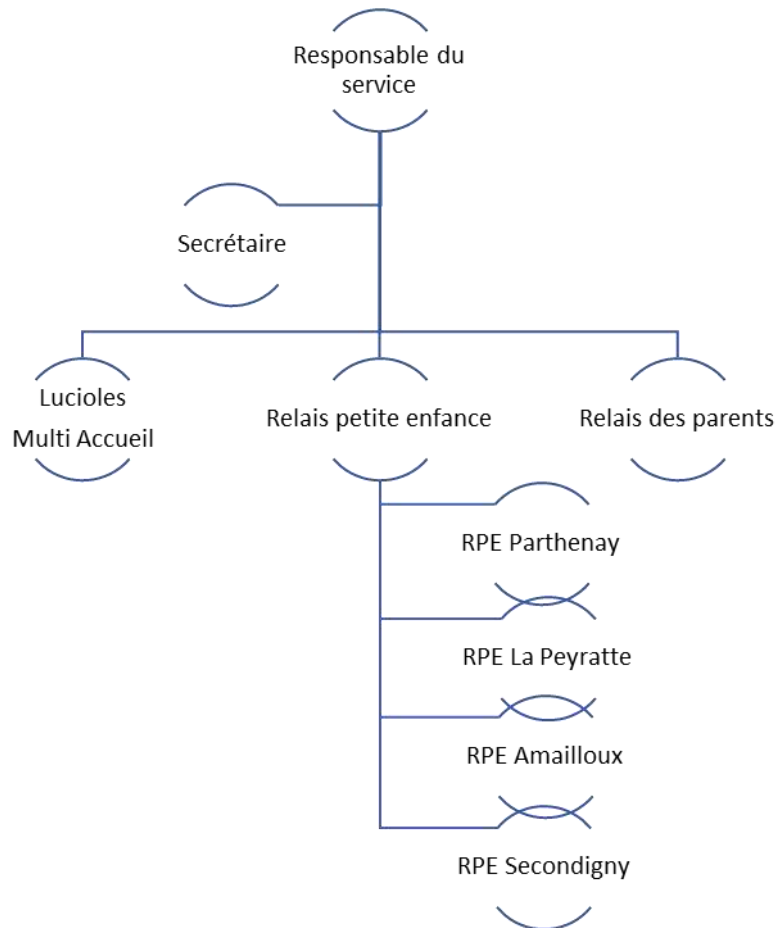 Responsable du
service
Secrétaire
Lucioles
Multi Accueil
Relais petite enfance
Relais des parents
RPE Parthenay
RPE La Peyratte
RPE Amailloux
RPE Secondigny